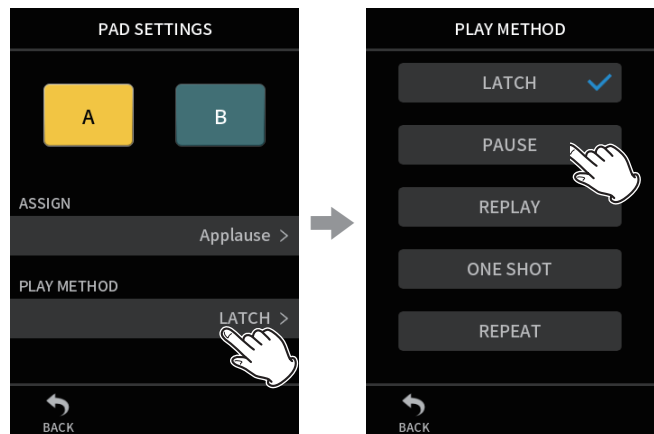 PAD SETTINGS
A
B
ASSIGN
Applause >
PLAY METHOD
LATCH >
BACK
PLAY METHOD
LATCH
PAUSE
REPLAY
ONE SHOT
REPEAT
BACK